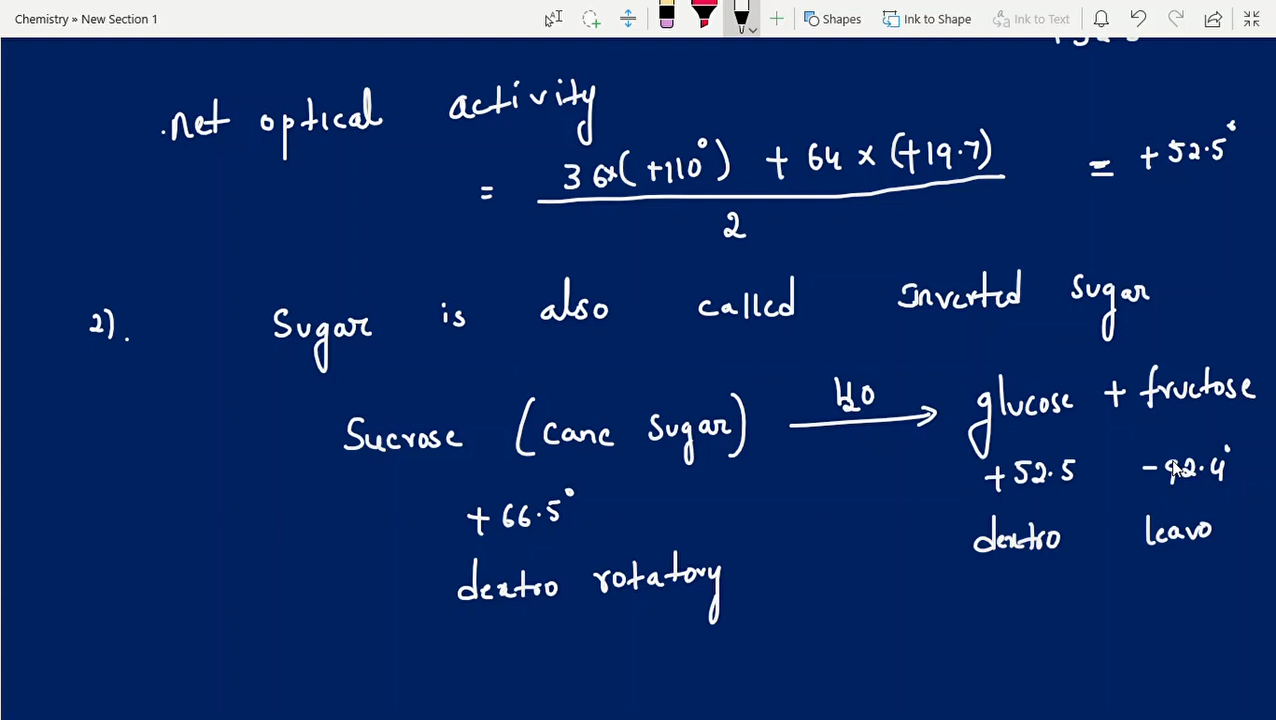 Chemistry » New Section 1
Shapes Ink to Shape Ink to Text
net optical activity
= 36×(+110°) + 64 × (+19.7) = +52.5°
2
2). Sugar is also called inverted sugar
Sucrose (cane sugar) H2O glucose + fructose
+52.5 -92.4°
+66.5°
dextro leavo
dextro rotatory